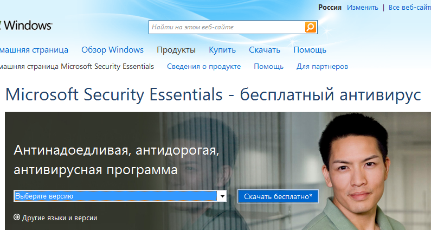 Россия Изменить | Все веб-сайт
Windows®
Найти на этом веб-сайте
машняя страница Обзор Windows Продукты Купить Скачать Помощь
машняя страница Microsoft Security Essentials Сведения о продукте Помощь Для партнеров
Microsoft Security Essentials - бесплатный антивирус
Антинадоедливая, антидорогая,
антивирусная программа
Выберите версию Скачать бесплатно*
Другие языки и версии